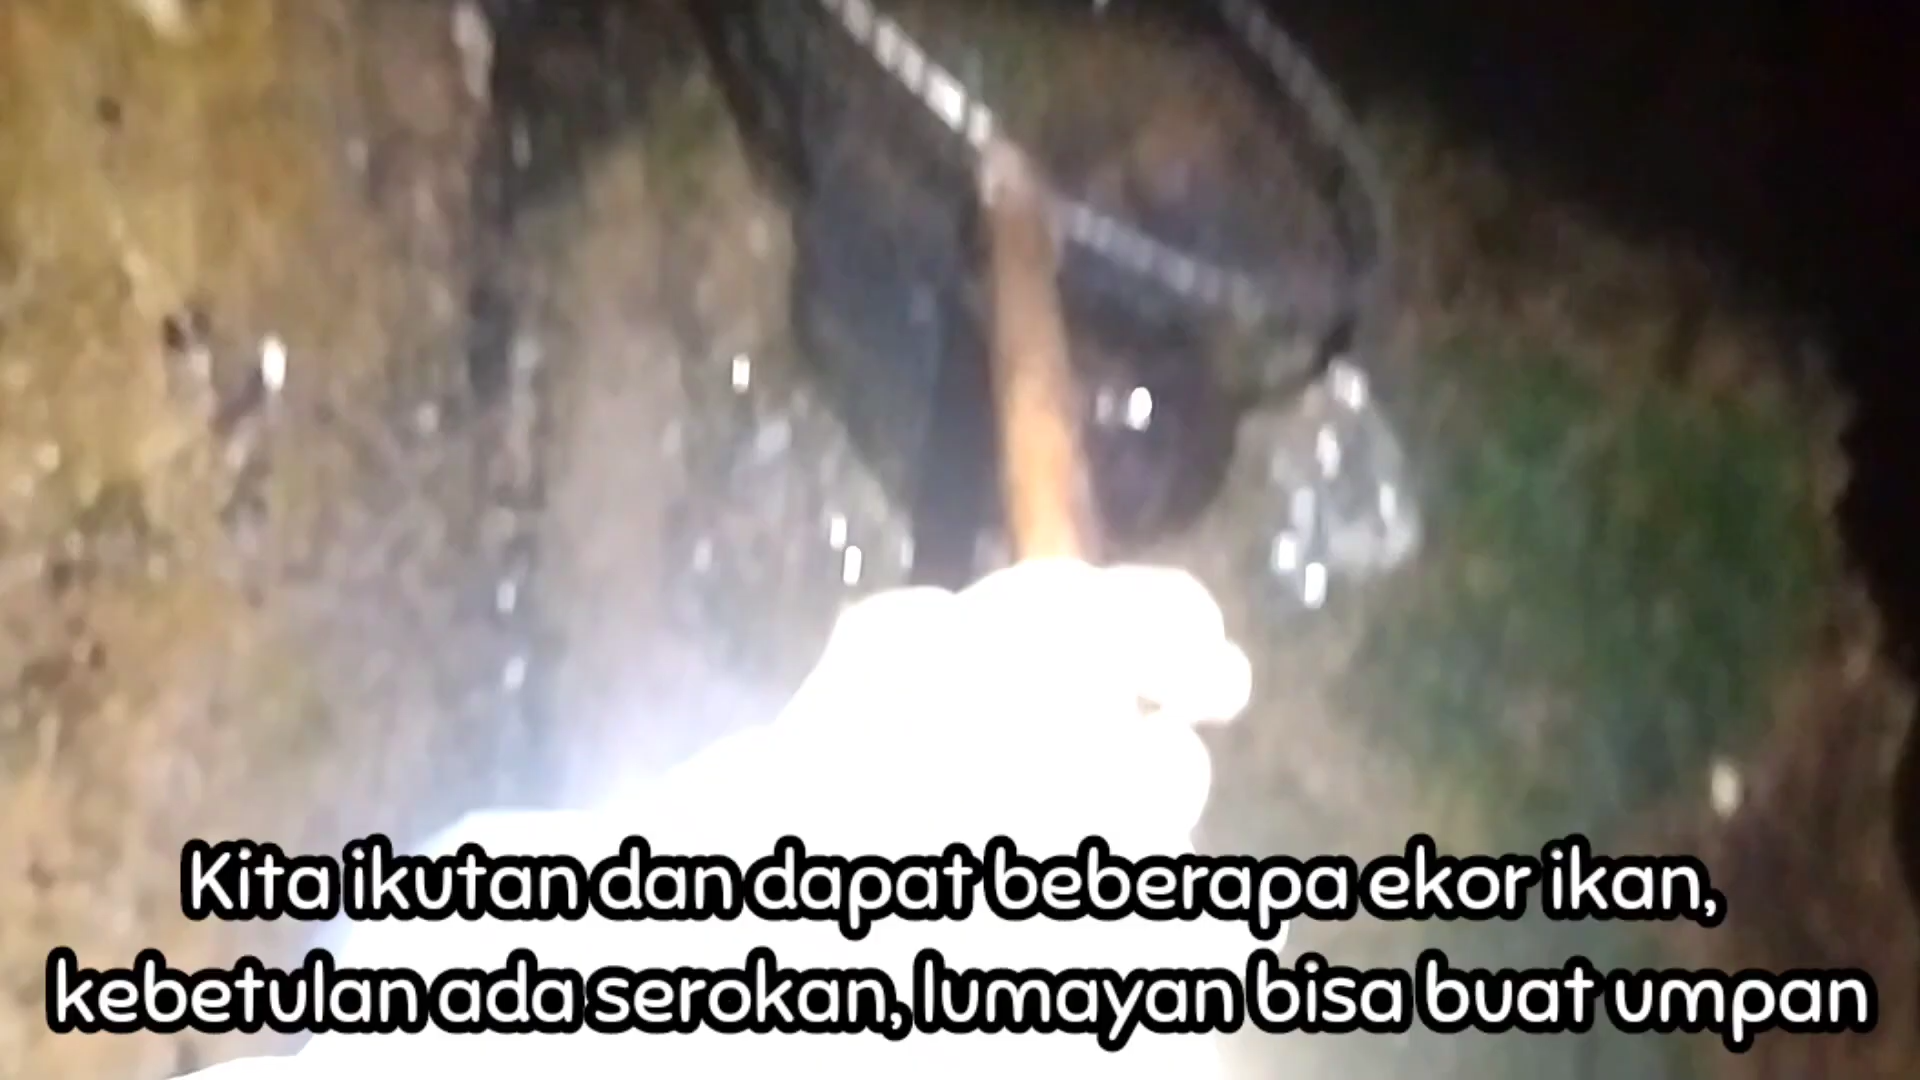 Kita ikutan dan dapat beberapa ekor ikan,
kebetulan ada serokan, lumayan bisa buat umpan